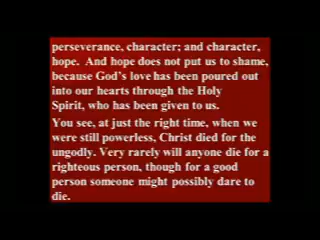 perseverance, character; and character,
hope.  And hope does not put us to shame,
because God's love has been poured out
into our hearts through the Holy
Spirit, who has been given to us.
You see, at just the right time, when we
were still powerless, Christ died for the
ungodly. Very rarely will anyone die for a
righteous person, though for a good
person someone might possibly dare to
die.